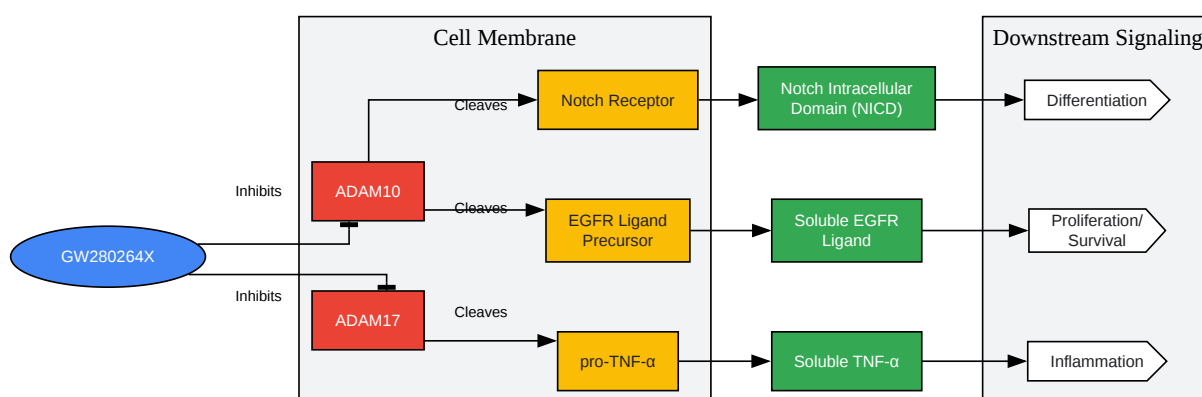 Cell Membrane
Downstream Signaling
Cleaves
Notch Receptor
Notch Intracellular
Domain (NICD)
Differentiation
Inhibits
ADAM10
Cleaves
EGFR Ligand
Precursor
Soluble EGFR
Ligand
Proliferation/
Survival
GW280264X
Inhibits
ADAM17
Cleaves
pro-TNF-α
Soluble TNF-α
Inflammation